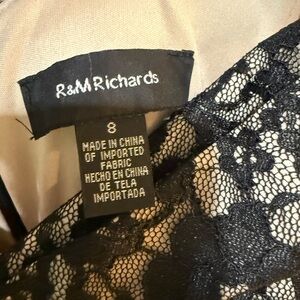 R&M Richards
8
MADE IN CHINA
OF IMPORTED
FABRIC
HECHO EN CHINA
DE TELA
IMPORTADA